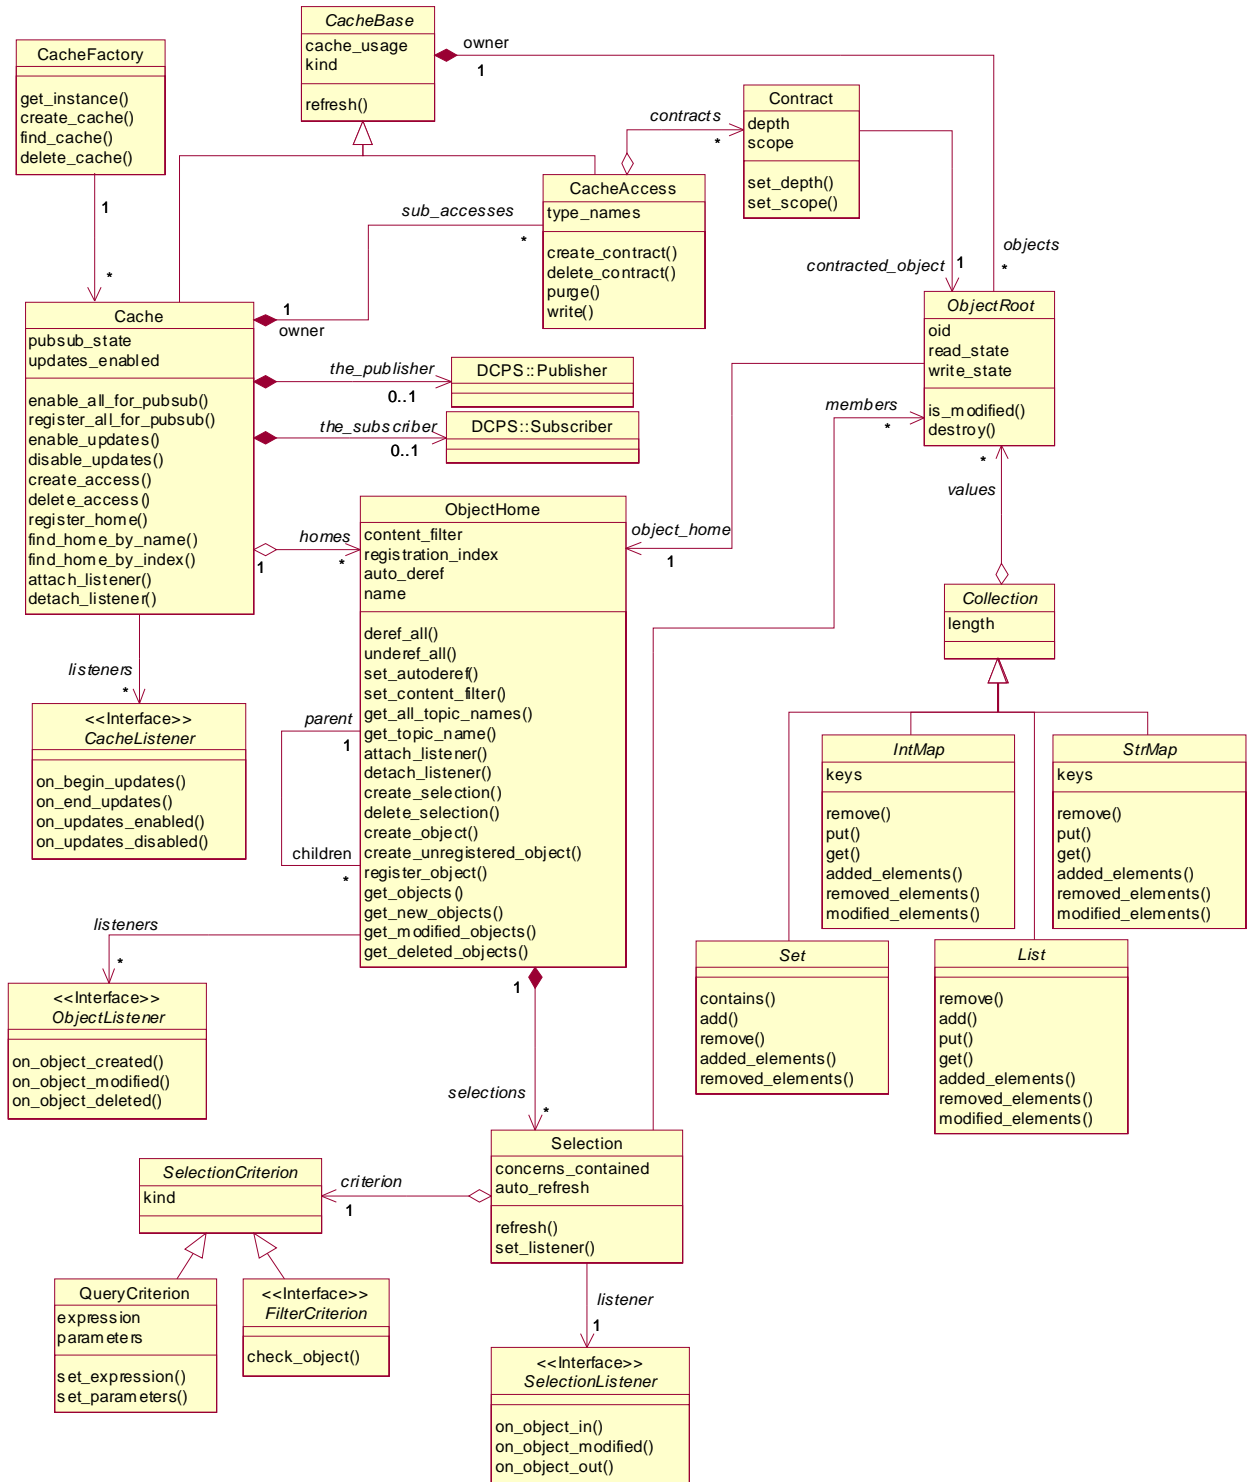 CacheBase
cache_usage
kind
refresh()
owner
1
CacheFactory
get_instance()
create_cache()
find_cache()
delete_cache()
1
*
contracts
*
Contract
depth
scope
set_depth()
set_scope()
CacheAccess
type_names
create_contract()
delete_contract()
purge()
write()
sub_accesses
*
1
owner
objects
*
contracted_object
1
ObjectRoot
oid
read_state
write_state
is_modified()
destroy()
Cache
pubsub_state
updates_enabled
enable_all_for_pubsub()
register_all_for_pubsub()
enable_updates()
disable_updates()
create_access()
delete_access()
register_home()
find_home_by_name()
find_home_by_index()
attach_listener()
detach_listener()
the_publisher
0..1
DCPS::Publisher
the_subscriber
0..1
DCPS::Subscriber
members
*
*
values
homes
1
*
object_home
1
ObjectHome
content_filter
registration_index
auto_deref
name
deref_all()
underef_all()
set_autoderef()
set_content_filter()
get_all_topic_names()
get_topic_name()
attach_listener()
detach_listener()
create_selection()
delete_selection()
create_object()
create_unregistered_object()
register_object()
get_objects()
get_new_objects()
get_modified_objects()
get_deleted_objects()
parent
1
children
*
Collection
length
listeners
*
<<Interface>>
CacheListener
on_begin_updates()
on_end_updates()
on_updates_enabled()
on_updates_disabled()
IntMap
keys
remove()
put()
get()
added_elements()
removed_elements()
modified_elements()
StrMap
keys
remove()
put()
get()
added_elements()
removed_elements()
modified_elements()
listeners
*
<<Interface>>
ObjectListener
on_object_created()
on_object_modified()
on_object_deleted()
Set
contains()
add()
remove()
added_elements()
removed_elements()
List
remove()
add()
put()
get()
added_elements()
removed_elements()
modified_elements()
1
selections
*
Selection
concerns_contained
auto_refresh
refresh()
set_listener()
criterion
1
SelectionCriterion
kind
QueryCriterion
expression
parameters
set_expression()
set_parameters()
<<Interface>>
FilterCriterion
check_object()
listener
1
<<Interface>>
SelectionListener
on_object_in()
on_object_modified()
on_object_out()